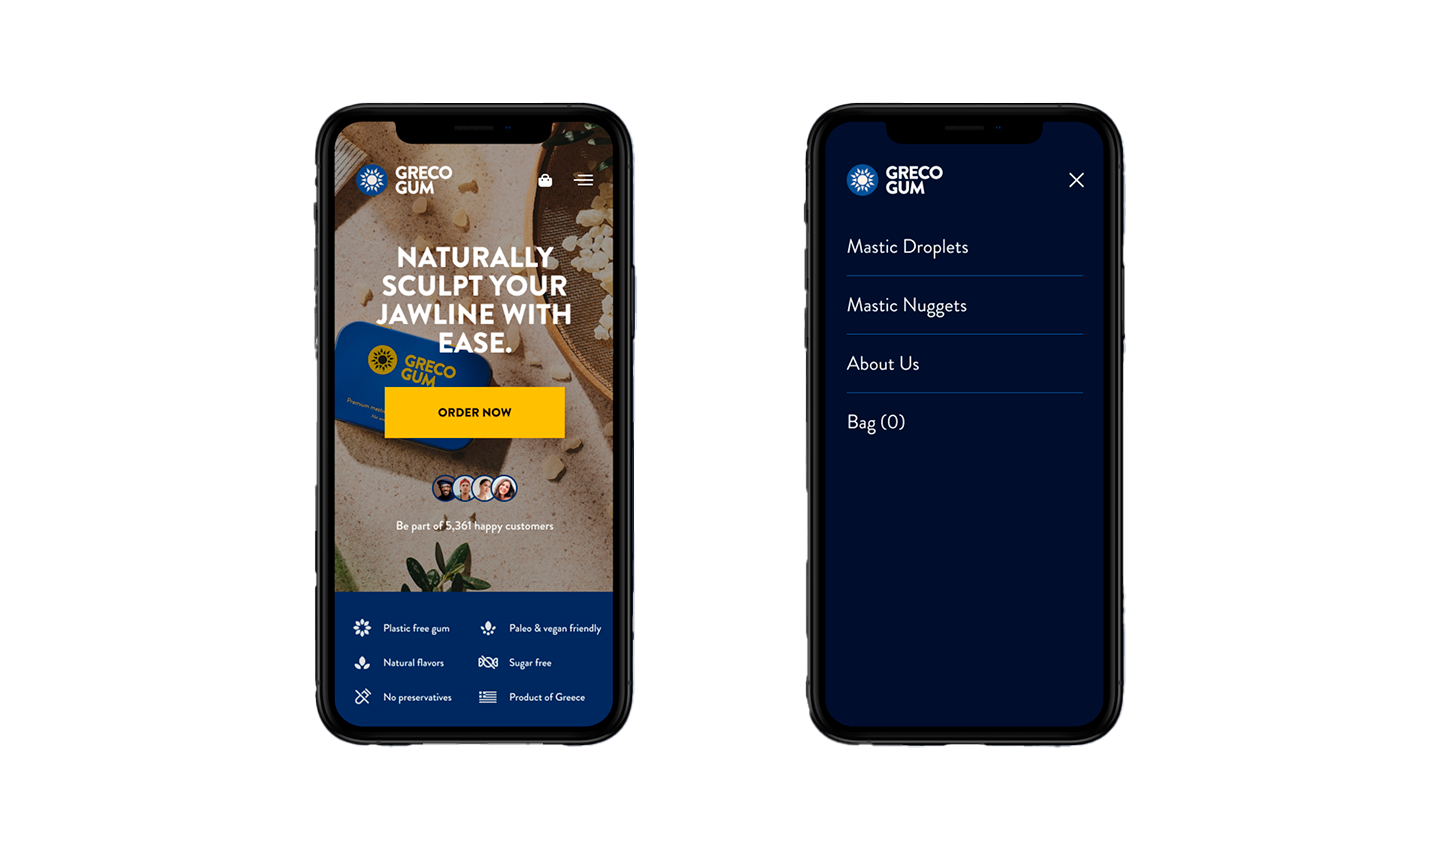 GRECO
GUM
NATURALLY
SCULPT YOUR
JAWLINE WITH
EASE.
GRECO
GUM
Premium
ORDER NOW
Be part of 5,361 happy customers
Plastic free gum
Paleo & vegan friendly
Natural flavors
Sugar free
No preservatives
Product of Greece
GRECO
GUM
Mastic Droplets
Mastic Nuggets
About Us
Bag (0)